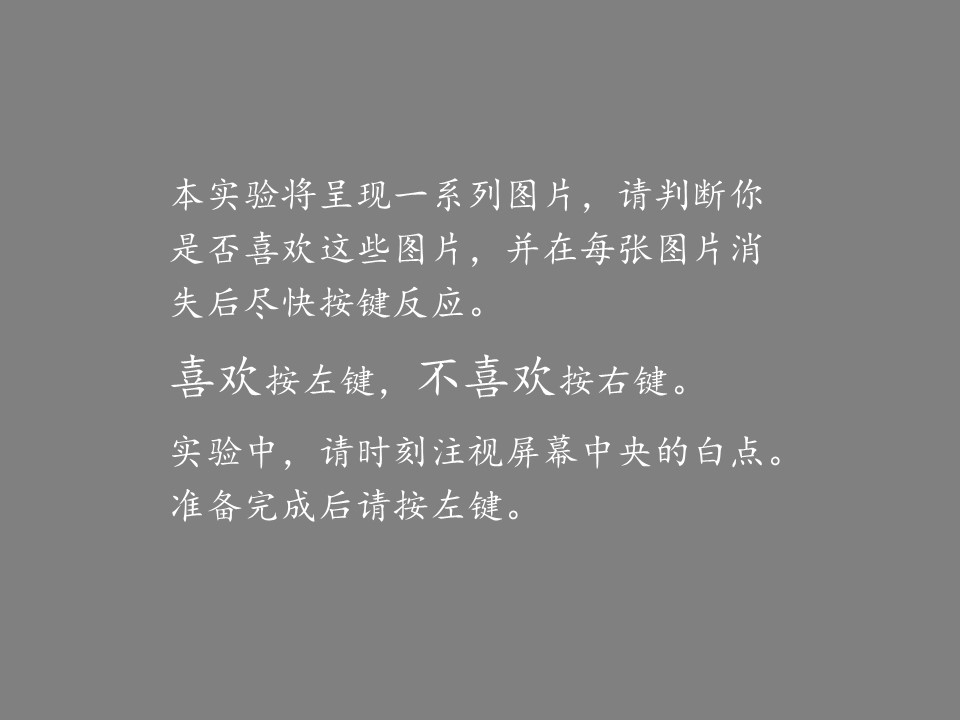 本实验将呈现一系列图片，请判断你
是否喜欢这些图片，并在每张图片消
失后尽快按键反应。
喜欢按左键，不喜欢按右键。
实验中，请时刻注视屏幕中央的白点。
准备完成后请按左键。